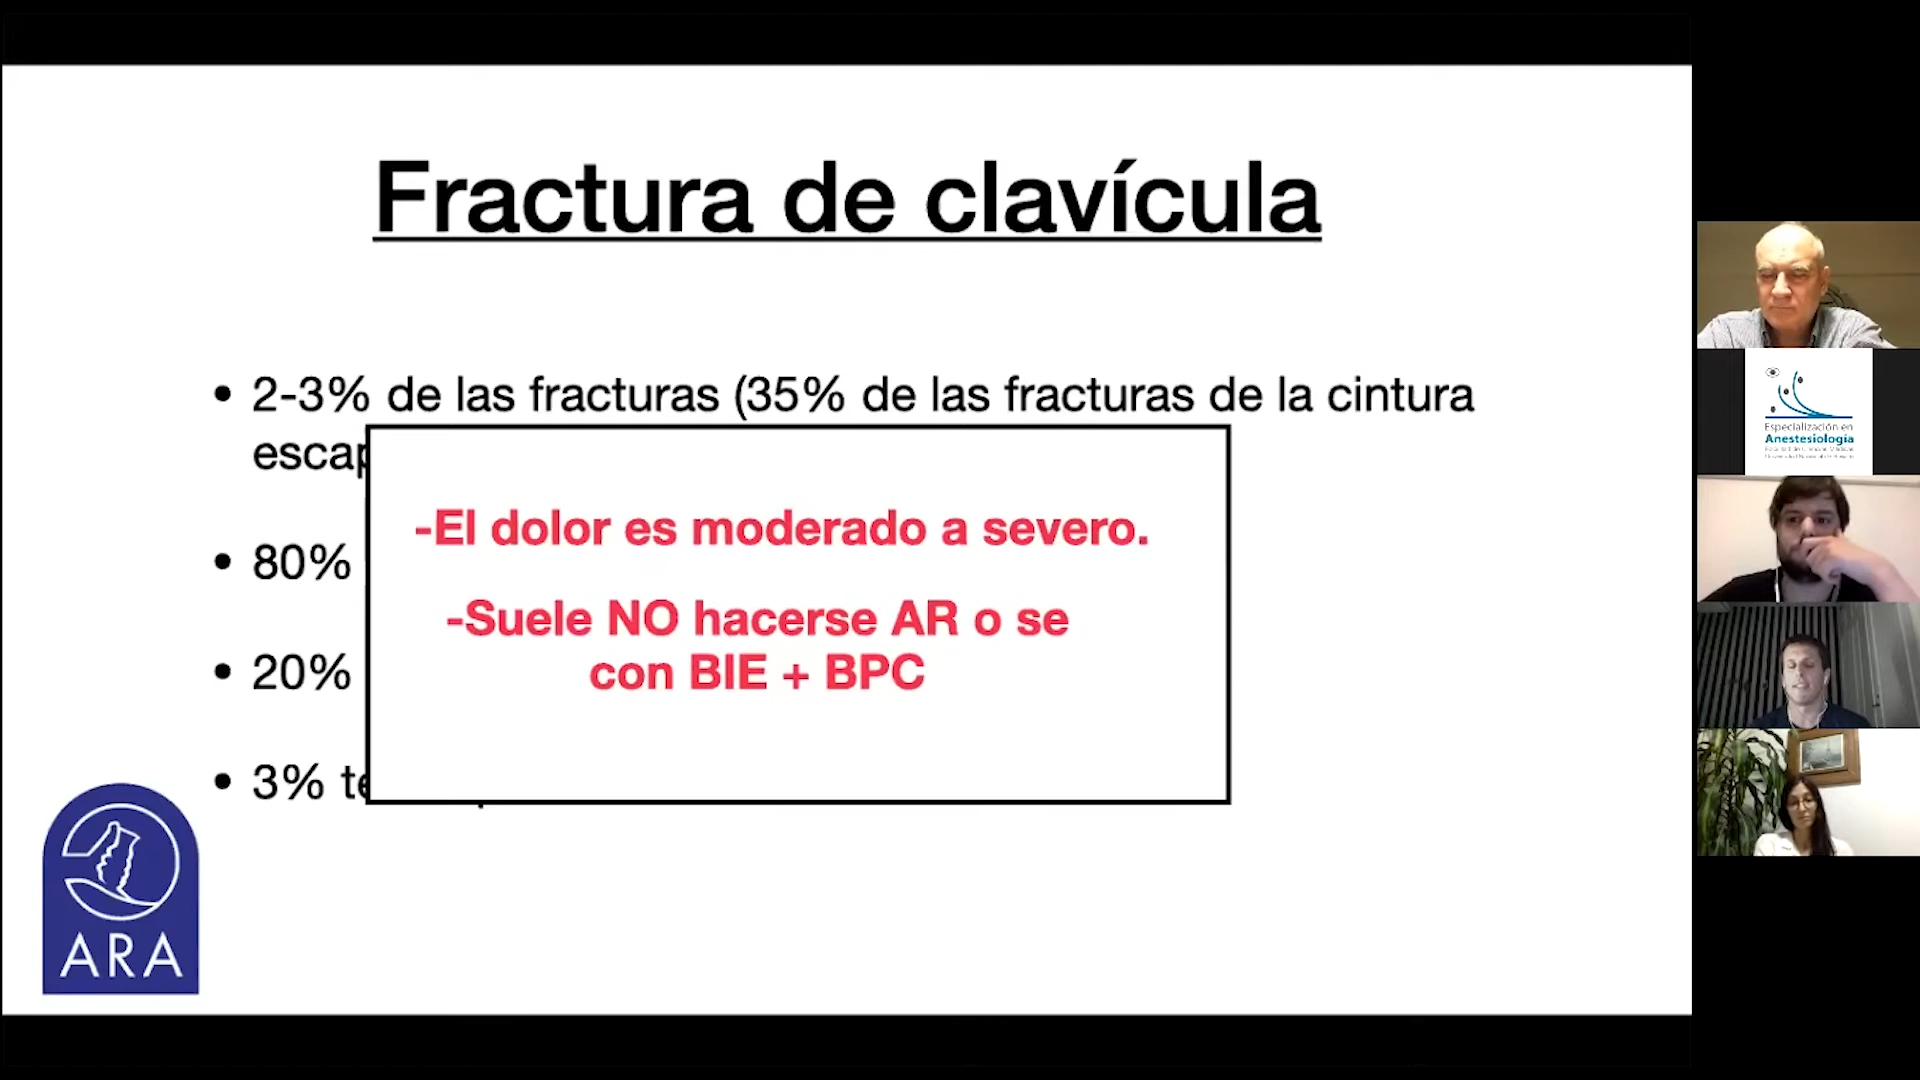 Fractura de clavícula
• 2-3% de las fracturas (35% de las fracturas de la cintura
• 80%
• 20%
• 3%
-El dolor es moderado a severo.
-Suele NO hacerse AR o se
con BIE + BPC
ARA
Especialización en
Anestesiología